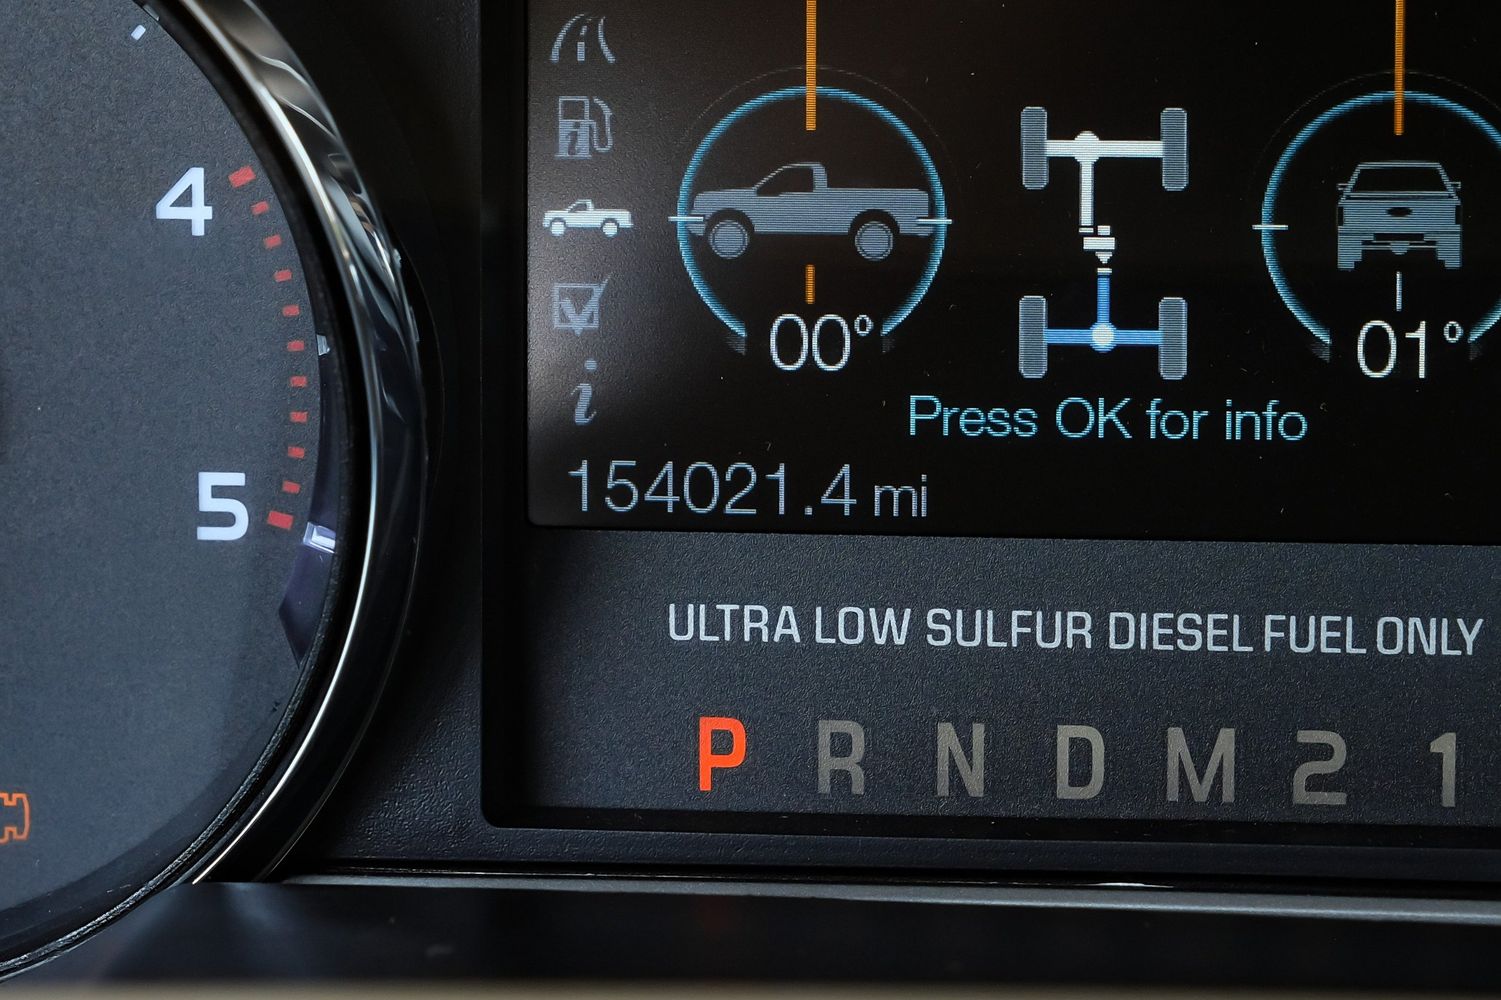 4
5
00°
01°
Press OK for info
154021.4 mi
ULTRA LOW SULFUR DIESEL FUEL ONLY
P R N D M 2 1